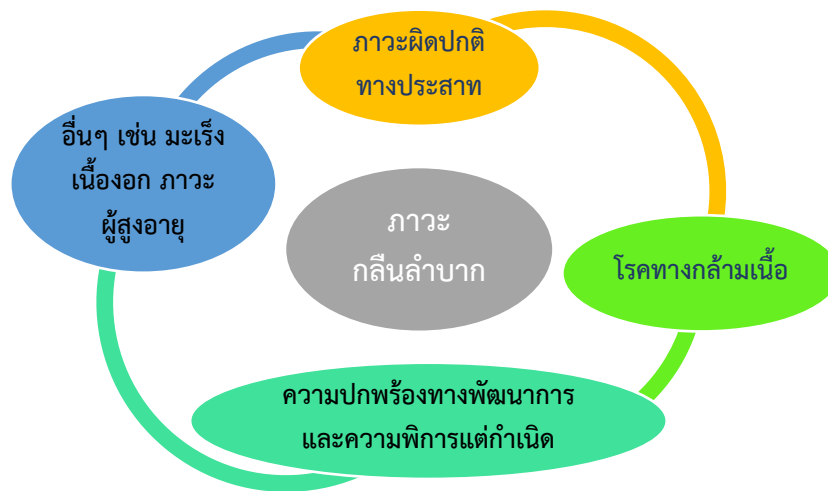 ภาวะผิดปกติ
ทางประสาท
อื่นๆ เช่น มะเร็ง
เนื้องอก ภาวะ
ผู้สูงอายุ
ภาวะ
กลืนลำบาก
โรคทางกล้ามเนื้อ
ความปกพร้องทางพัฒนาการ
และความพิการแต่กำเนิด